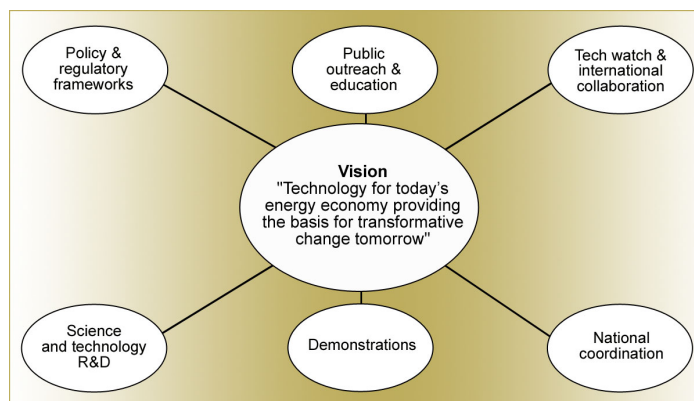 Policy &
regulatory
frameworks
Public
outreach &
education
Tech watch &
international
collaboration
Vision
"Technology for today’s
energy economy providing
the basis for transformative
change tomorrow"
Science
and technology
R&D
Demonstrations
National
coordination